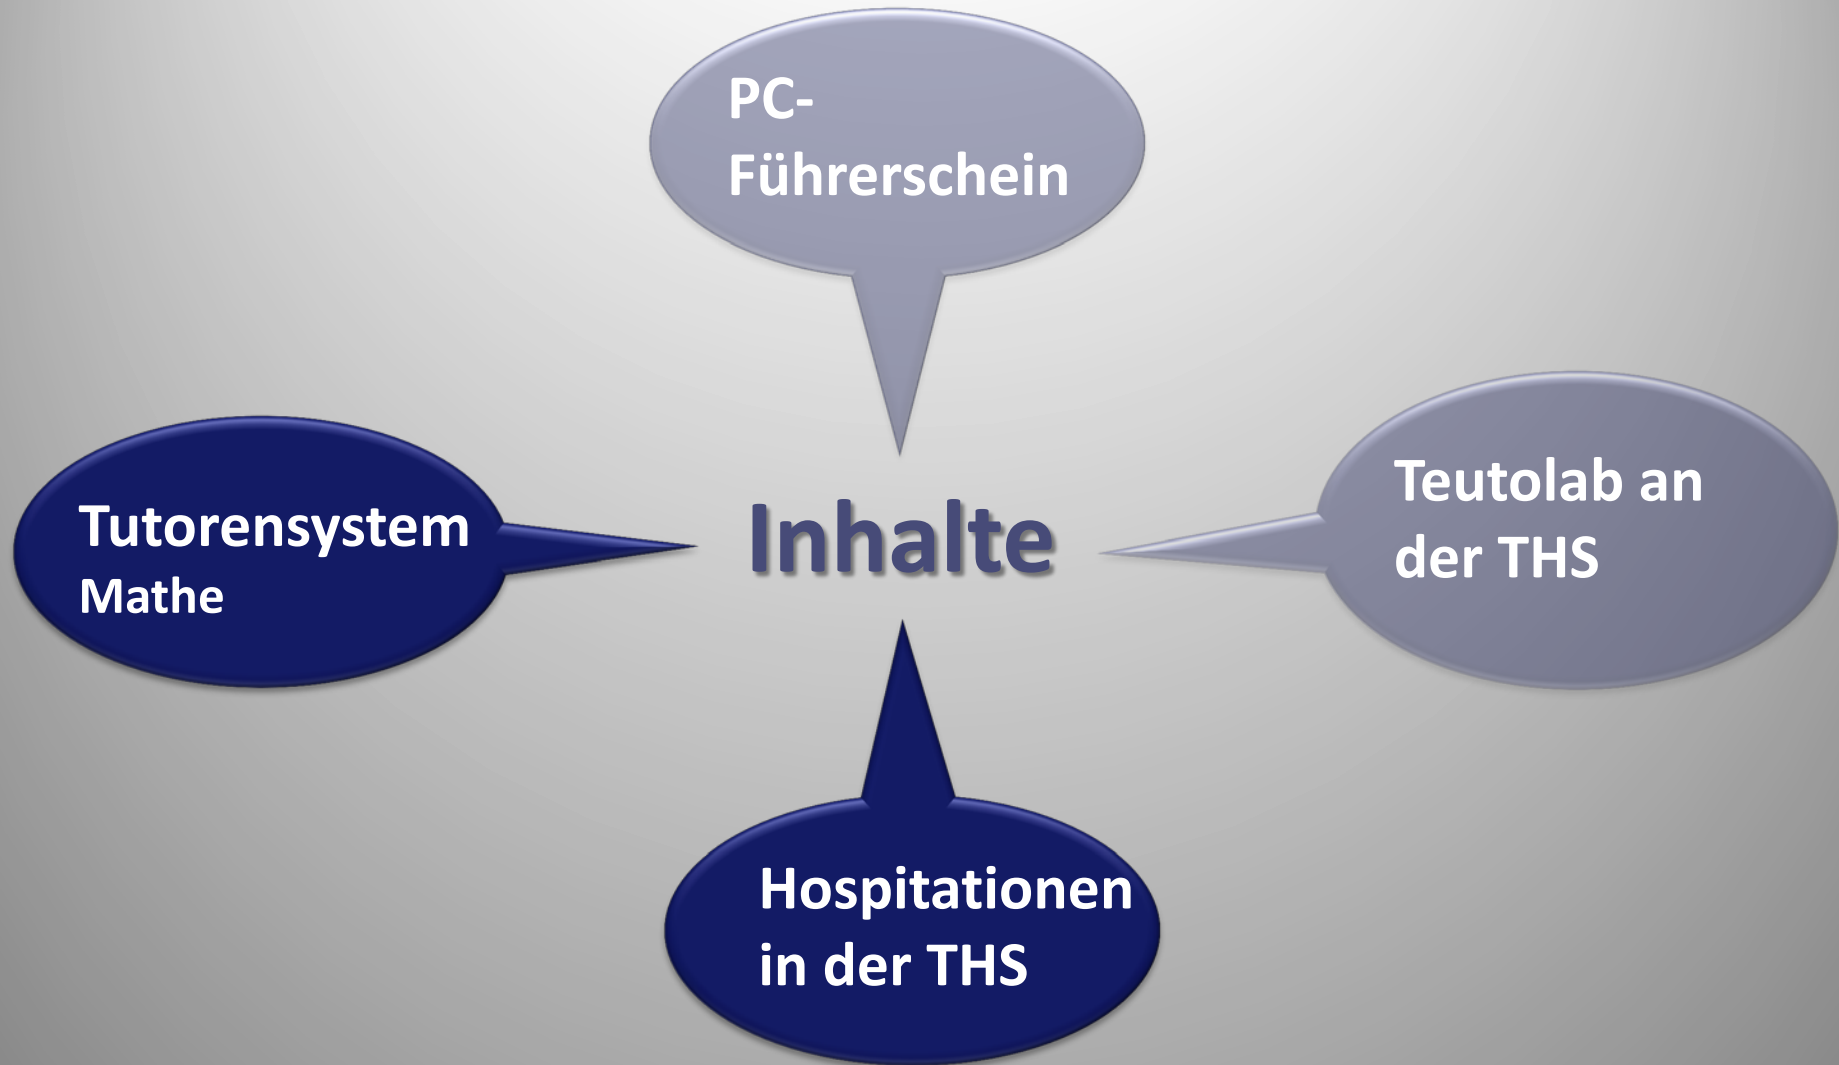 PC-
Führerschein
Tutorensystem
Mathe
Inhalte
Teutolab an
der THS
Hospitationen
in der THS